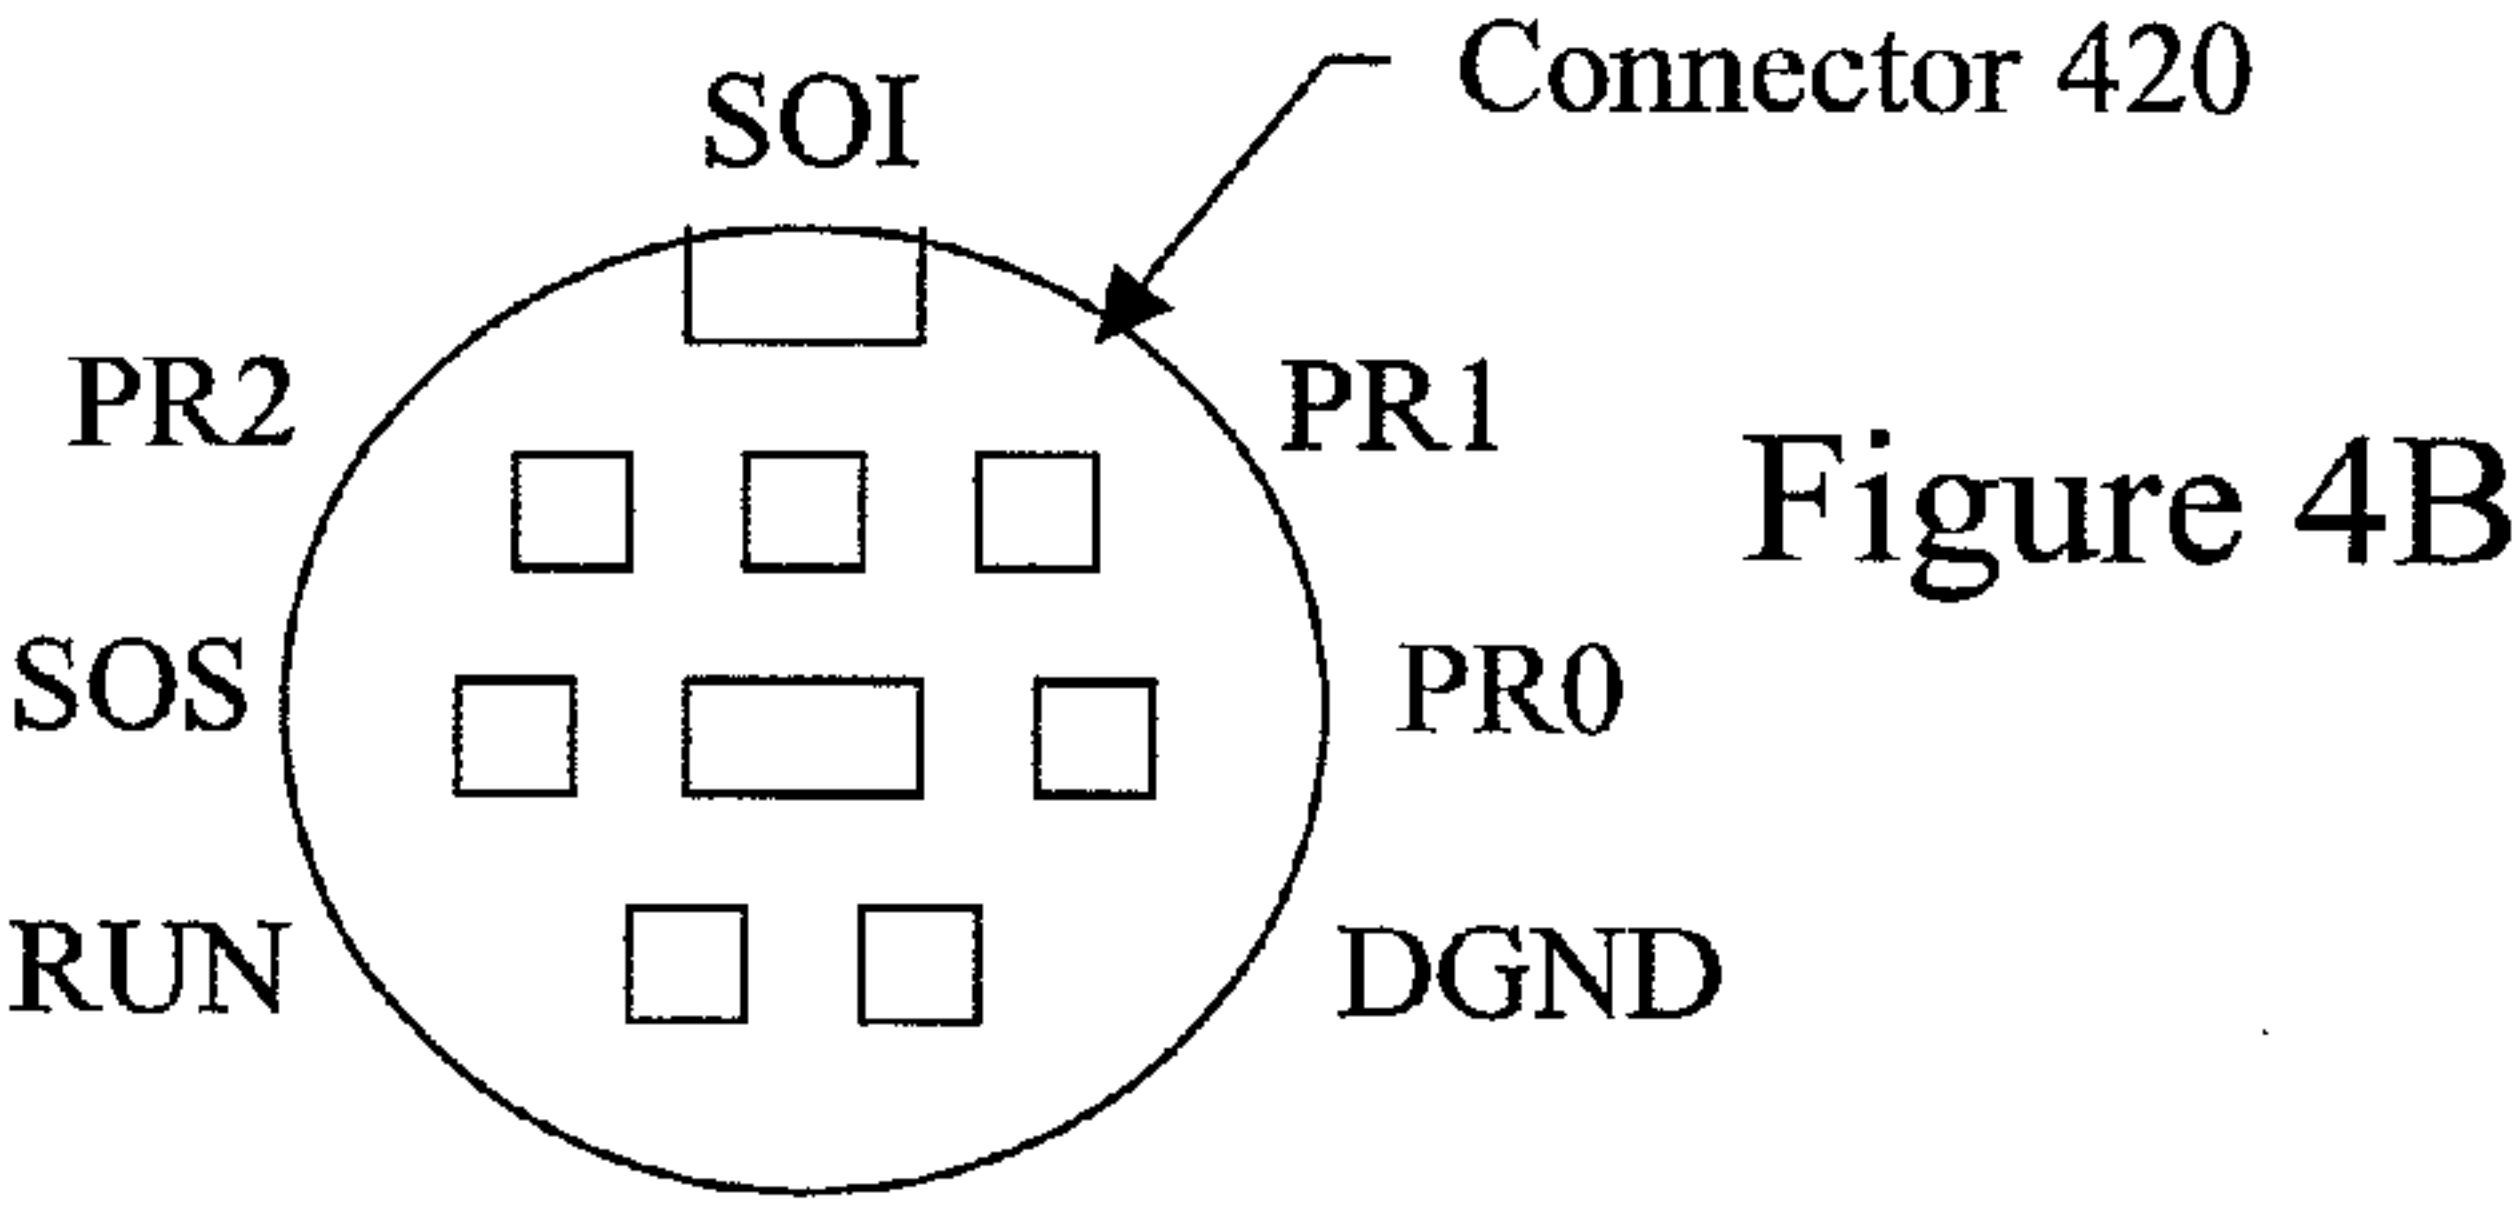 Connector 420
SOI
PR2
PR1
Figure 4B
SOS
PR0
RUN
DGND